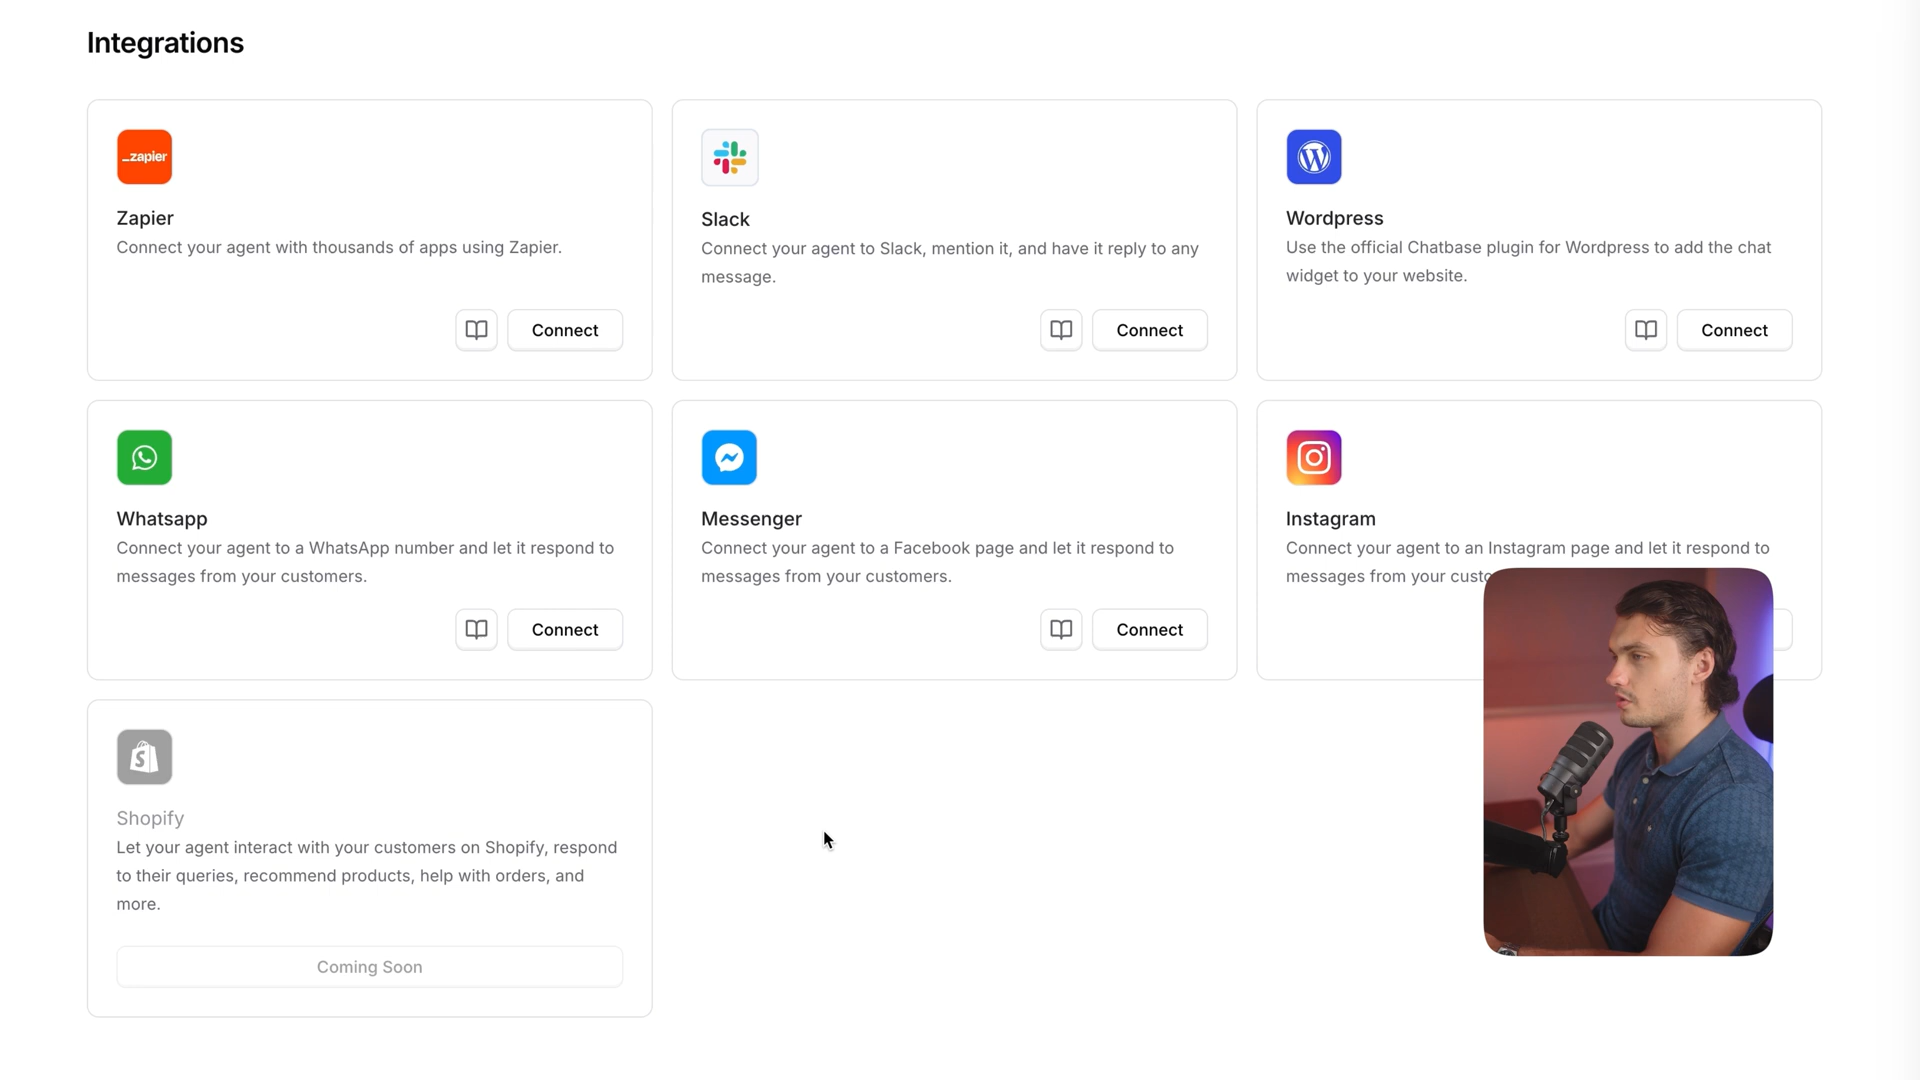 Integrations
_zapier
Zapier
Connect your agent with thousands of apps using Zapier.
Connect
Slack
Connect your agent to Slack, mention it, and have it reply to any
message.
Connect
Wordpress
Use the official Chatbase plugin for Wordpress to add the chat
widget to your website.
Connect
Whatsapp
Connect your agent to a WhatsApp number and let it respond to
messages from your customers.
Connect
Messenger
Connect your agent to a Facebook page and let it respond to
messages from your customers.
Connect
Instagram
Connect your agent to an Instagram page and let it respond to
messages from your
Shopify
Let your agent interact with your customers on Shopify, respond
to their queries, recommend products, help with orders, and
more.
Coming Soon